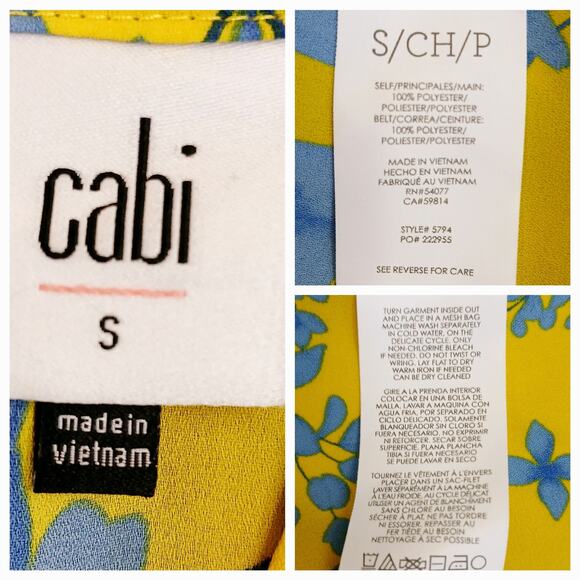 cabi
S
made in
vietnam
S/CH/P
SELF/PRINCIPALES/MAIN:
100% POLYESTER/
POLIESTER/POLYESTER
BELT/CORREA/CEINTURE:
100% POLYESTER/
POLIESTER/POLYESTER
MADE IN VIETNAM
HECHO EN VIETNAM
FABRIQUÉ AU VIETNAM
RN#54077
CA#59814
STYLE# 5794
PO# 222955
SEE REVERSE FOR CARE
TURN GARMENT INSIDE OUT
AND PLACE IN A MESH BAG
MACHINE WASH SEPARATELY
IN COLD WATER, ON THE
DELICATE CYCLE. ONLY
NON-CHLORINE BLEACH
IF NEEDED. DO NOT TWIST OR
WRING. LAY FLAT TO DRY
WARM IRON IF NEEDED
CAN BE DRY CLEANED
GIRE A LA PRENDA INTERIOR
COLOCAR EN UNA BOLSA DE
MALLA. LAVAR A MAQUINA CON
AGUA FRIA, POR SEPARADO EN
CICLO DELICADO. SOLAMENTE
BLANQUEADOR SIN CLORO SI
FUERA NECESARIO. NO EXPRIMIR
NI RETORCER. SECAR SOBRE
SUPERFICIE. PLANA PLANCHA
TIBIA SI FUERA NECESARIO
SE PUEDE LAVAR EN SECO
TOURNEZ LE VÊTEMENT À L'ENVERS
PLACER DANS UN SAC-FILET
LAVER SÉPARÉMENT À LA MACHINE
À L'EAU FROIDE, AU CYCLE DÉLICAT
UTILISER UN AGENT DE BLANCHIMENT
SANS CHLORE AU BESOIN
SÉCHER À PLAT, NE PAS TORDRE
NI ESSORER. REPASSER AU
FER TIÈDE AU BESOIN
NETTOYAGE À SEC POSSIBLE